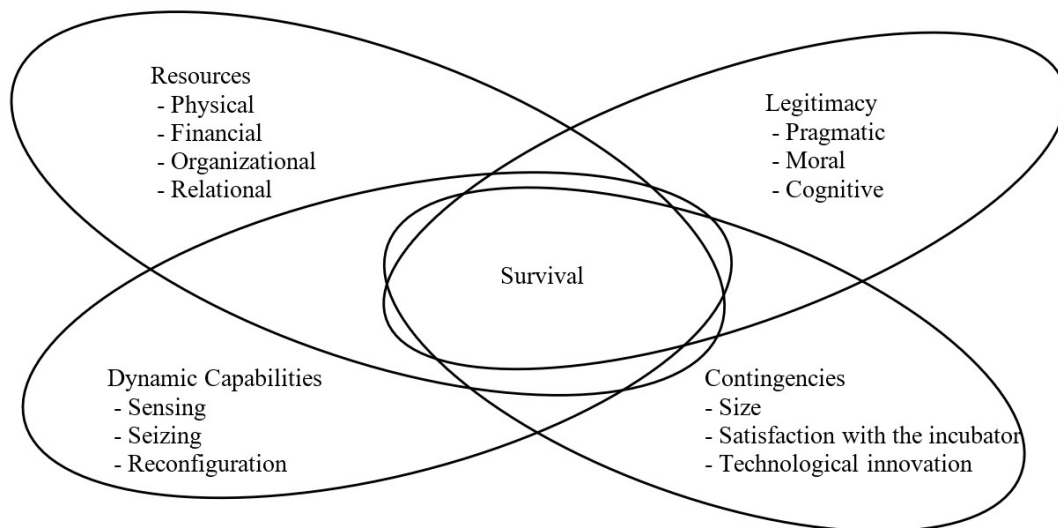 Resources
- Physical
- Financial
- Organizational
- Relational
Legitimacy
- Pragmatic
- Moral
- Cognitive
Survival
Dynamic Capabilities
- Sensing
- Seizing
- Reconfiguration
Contingencies
- Size
- Satisfaction with the incubator
- Technological innovation